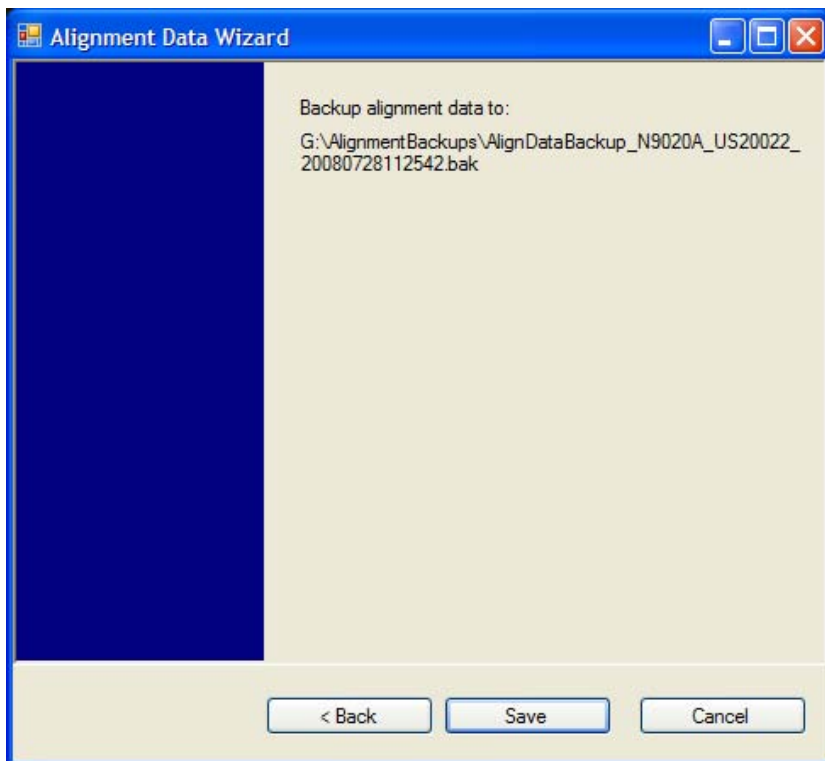 Alignment Data Wizard
Backup alignment data to:
G:\AlignmentBackups\AlignDataBackup_N9020A_US20022_
20080728112542.bak
< Back
Save
Cancel